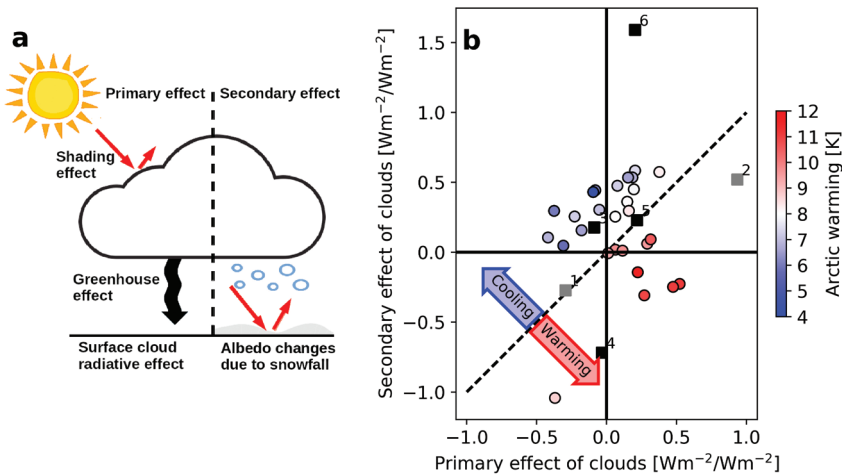 a
Primary effect
Secondary effect
Shading
effect
Greenhouse
effect
Surface cloud
radiative effect
Albedo changes
due to snowfall
b
Secondary effect of clouds [Wm⁻²/Wm⁻²]
1.5
1.0
0.5
0.0
−0.5
−1.0
6
2
5
3
1
4
Cooling
Warming
−1.0
−0.5
0.0
0.5
1.0
Primary effect of clouds [Wm⁻²/Wm⁻²]
12
11
10
9
8
7
6
5
4
Arctic warming [K]